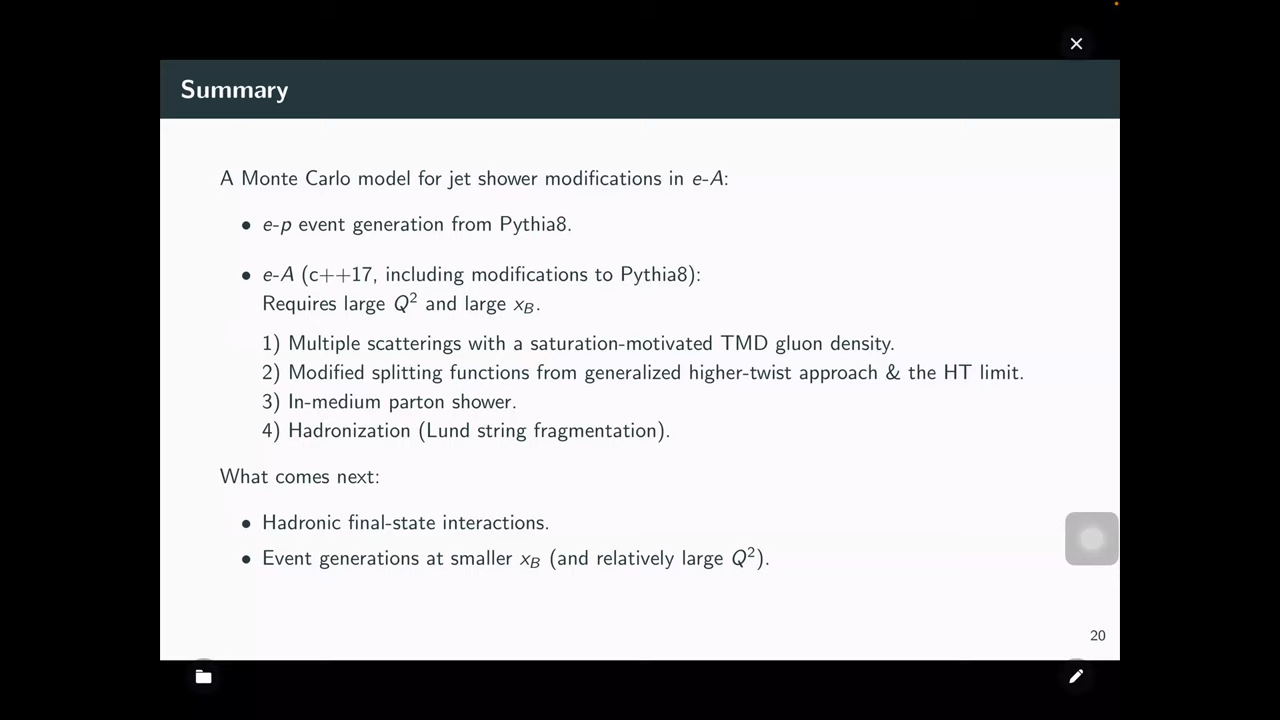 Summary
A Monte Carlo model for jet shower modifications in e-A:
• e-p event generation from Pythia8.
• e-A (c++17, including modifications to Pythia8):
Requires large Q² and large x_B.
1) Multiple scatterings with a saturation-motivated TMD gluon density.
2) Modified splitting functions from generalized higher-twist approach & the HT limit.
3) In-medium parton shower.
4) Hadronization (Lund string fragmentation).
What comes next:
• Hadronic final-state interactions.
• Event generations at smaller x_B (and relatively large Q²).
20